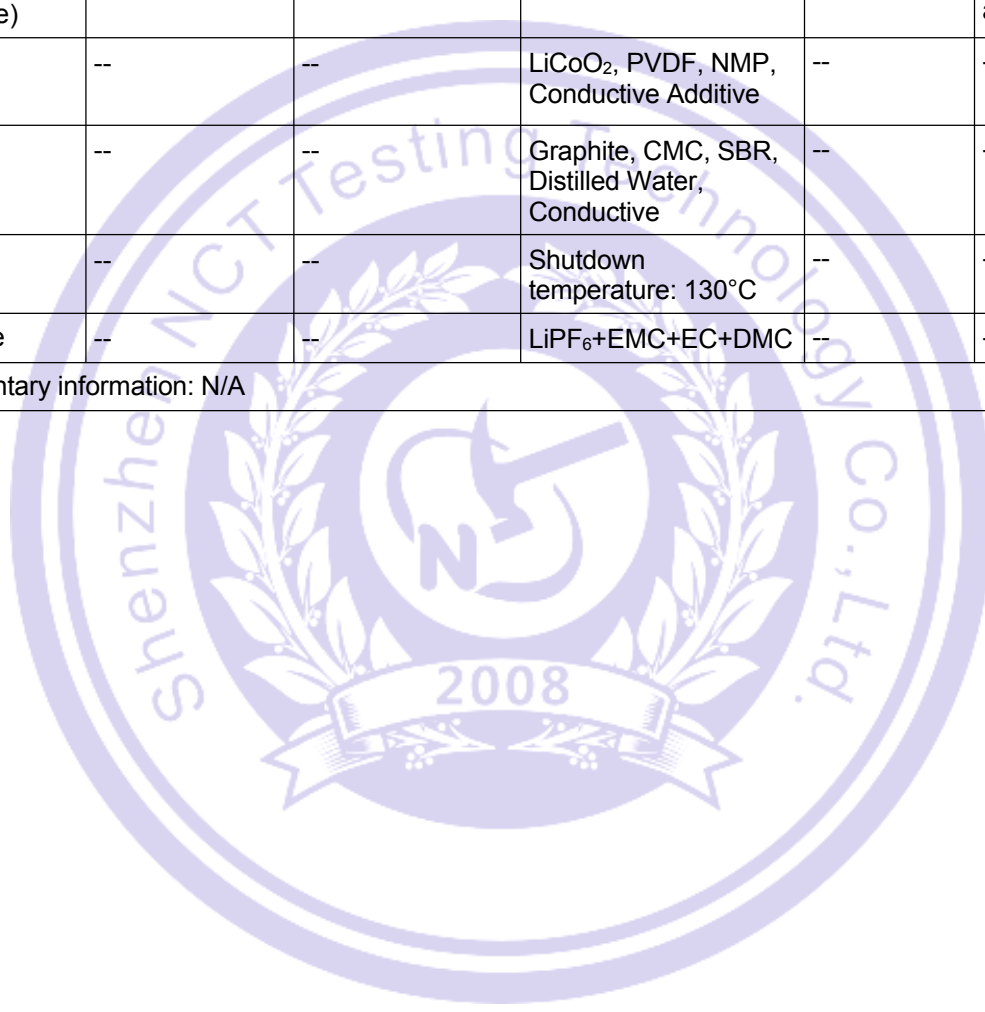 e)
-- -- LiCoO₂, PVDF, NMP, --
Conductive Additive
-- -- Graphite, CMC, SBR, --
Distilled Water,
Conductive
-- -- Shutdown --
temperature: 130°C
e -- -- LiPF₆+EMC+EC+DMC --
ntary information: N/A
Shenzhen NCT Testing Technology Co.,Ltd.
N
2008